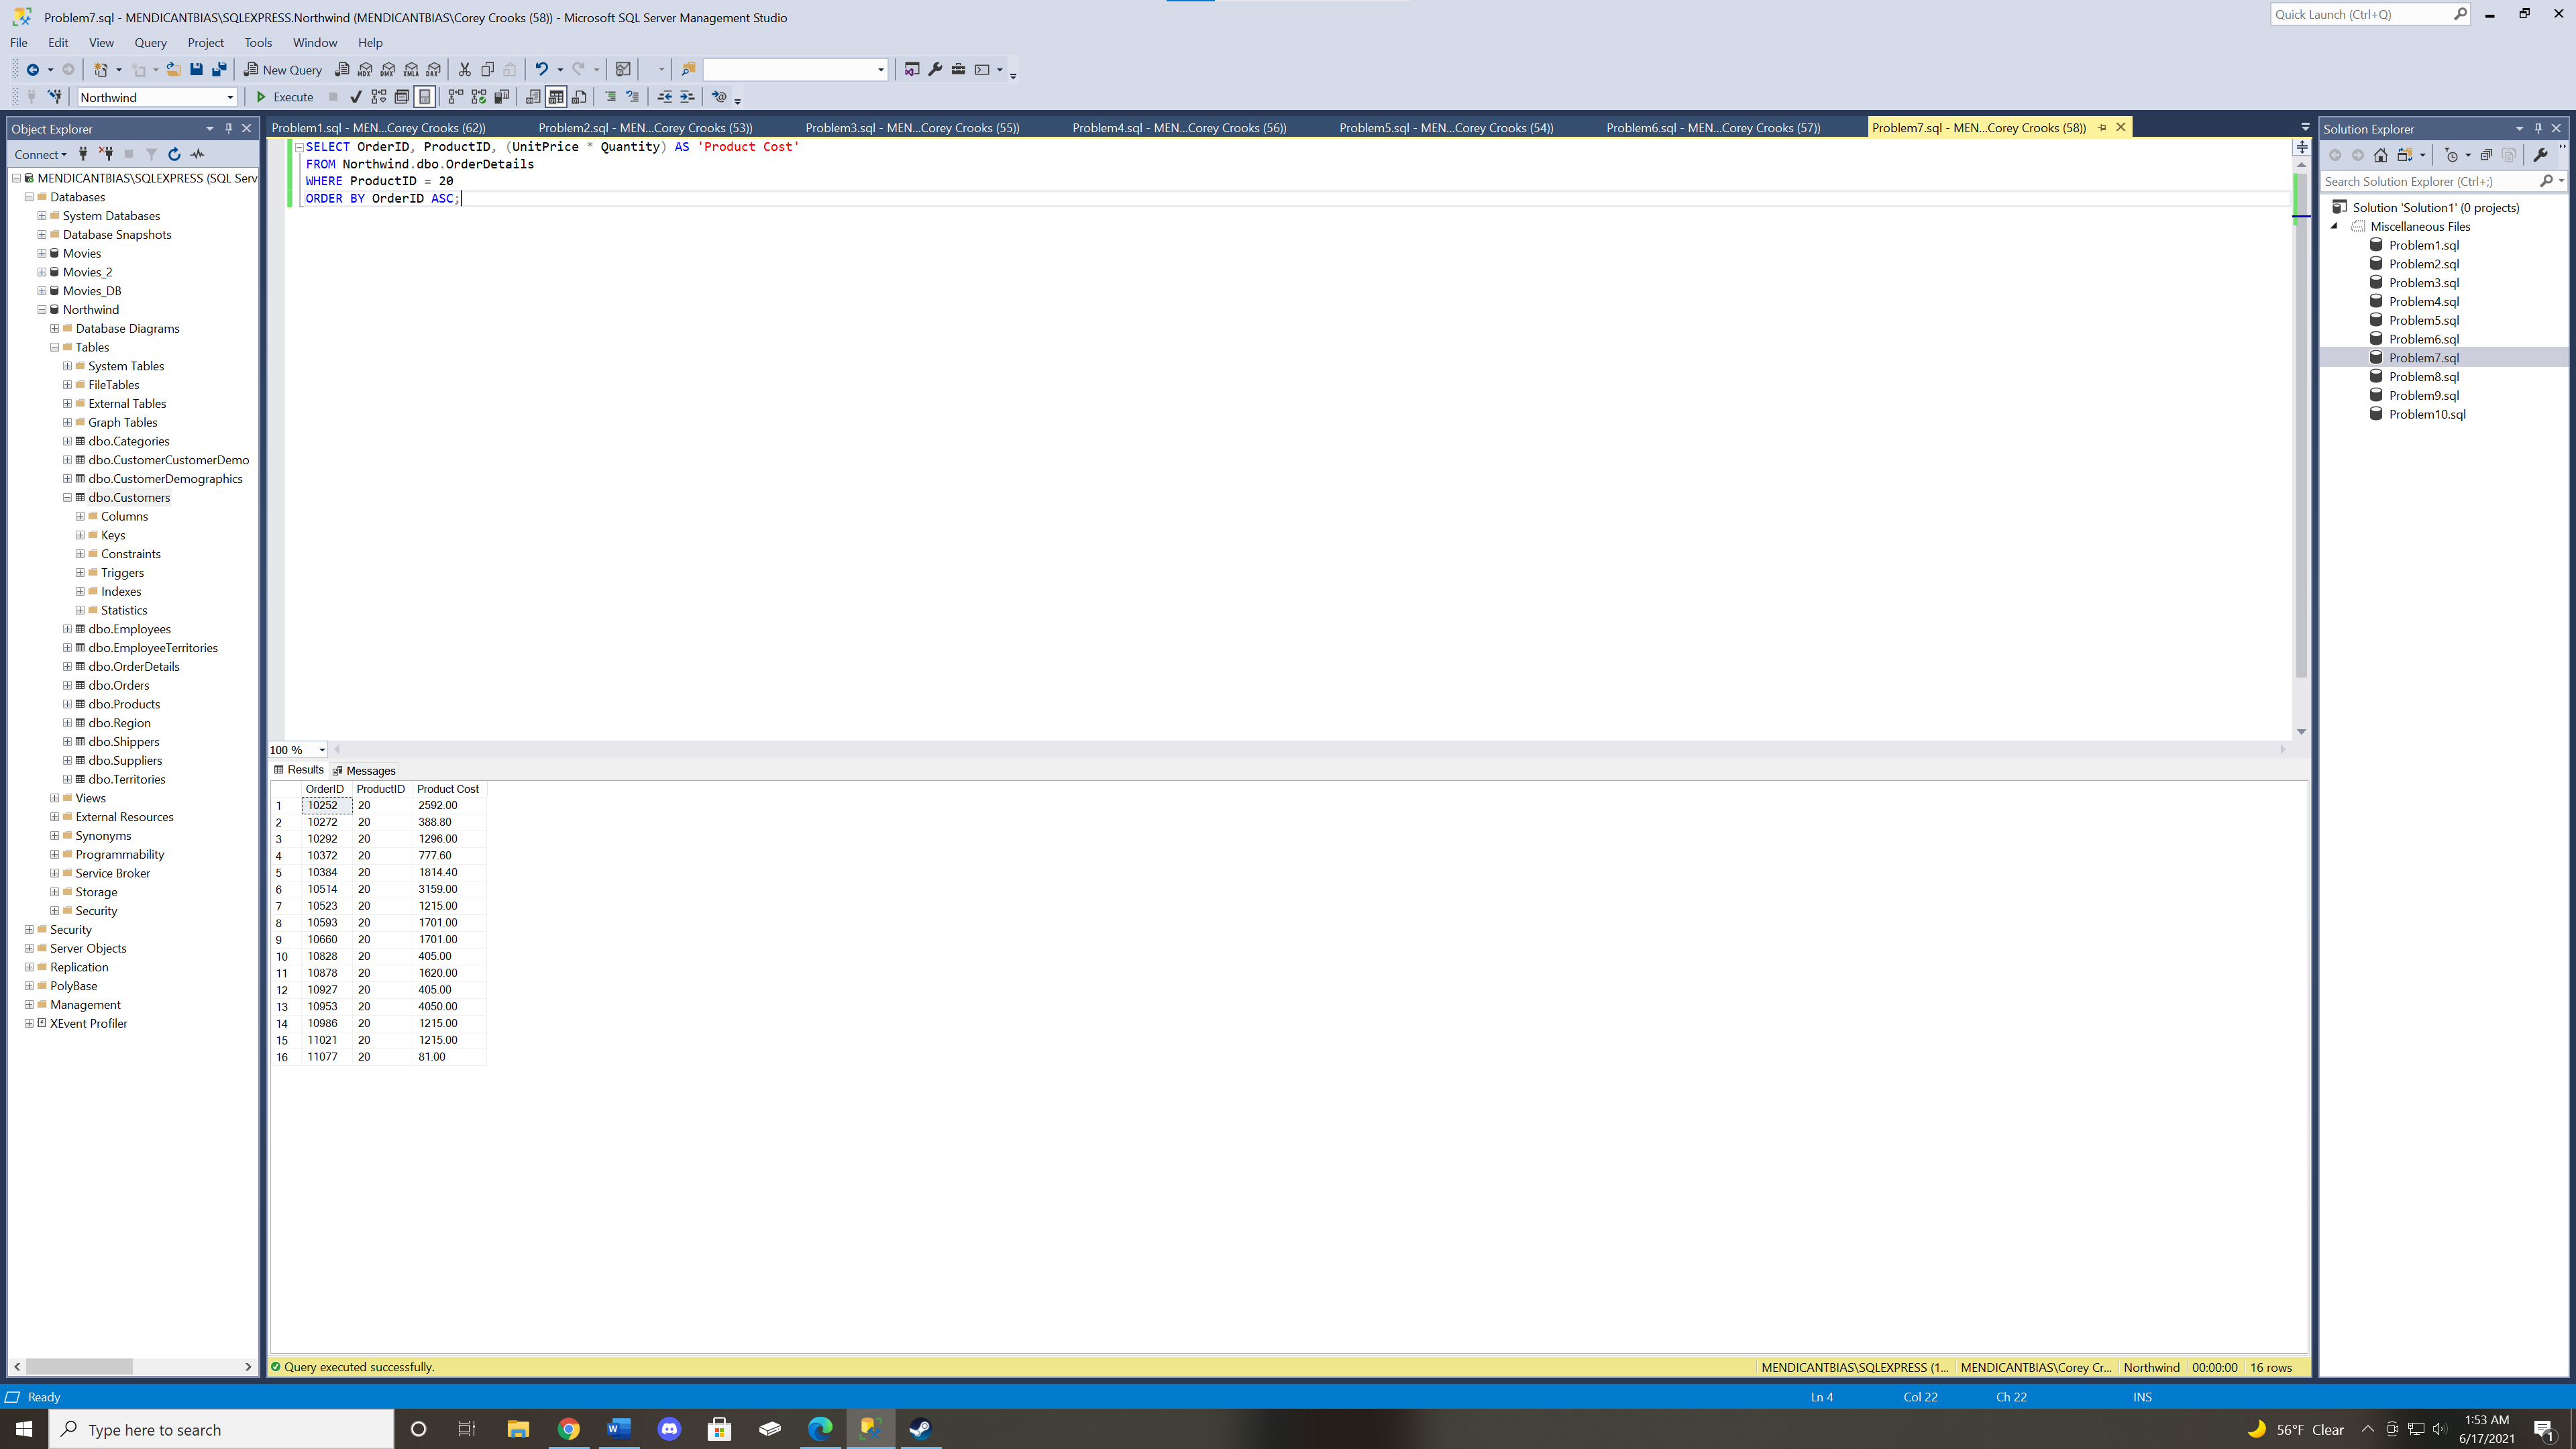 Problem7.sql - MENDICANTBIAS\SQLEXPRESS.Northwind (MENDICANTBIAS\Corey Crooks (58)) - Microsoft SQL Server Management Studio
Quick Launch (Ctrl+Q)
File Edit View Query Project Tools Window Help
New Query MDX DMX XMLA DAX
Northwind Execute
Object Explorer
Connect
MENDICANTBIAS\SQLEXPRESS (SQL Serv
Databases
System Databases
Database Snapshots
Movies
Movies_2
Movies_DB
Northwind
Database Diagrams
Tables
System Tables
FileTables
External Tables
Graph Tables
dbo.Categories
dbo.CustomerCustomerDemo
dbo.CustomerDemographics
dbo.Customers
Columns
Keys
Constraints
Triggers
Indexes
Statistics
dbo.Employees
dbo.EmployeeTerritories
dbo.OrderDetails
dbo.Orders
dbo.Products
dbo.Region
dbo.Shippers
dbo.Suppliers
dbo.Territories
Views
External Resources
Synonyms
Programmability
Service Broker
Storage
Security
Security
Server Objects
Replication
PolyBase
Management
XEvent Profiler
Problem1.sql - MEN...Corey Crooks (62)) Problem2.sql - MEN...Corey Crooks (53)) Problem3.sql - MEN...Corey Crooks (55)) Problem4.sql - MEN...Corey Crooks (56)) Problem5.sql - MEN...Corey Crooks (54)) Problem6.sql - MEN...Corey Crooks (57)) Problem7.sql - MEN...Corey Crooks (58))
SELECT OrderID, ProductID, (UnitPrice * Quantity) AS 'Product Cost'
FROM Northwind.dbo.OrderDetails
WHERE ProductID = 20
ORDER BY OrderID ASC;
100 %
Results Messages
OrderID ProductID Product Cost
1 10252 20 2592.00
2 10272 20 388.80
3 10292 20 1296.00
4 10372 20 777.60
5 10384 20 1814.40
6 10514 20 3159.00
7 10523 20 1215.00
8 10593 20 1701.00
9 10660 20 1701.00
10 10828 20 405.00
11 10878 20 1620.00
12 10927 20 405.00
13 10953 20 4050.00
14 10986 20 1215.00
15 11021 20 1215.00
16 11077 20 81.00
Query executed successfully. MENDICANTBIAS\SQLEXPRESS (1... MENDICANTBIAS\Corey Cr... Northwind 00:00:00 16 rows
Solution Explorer
Search Solution Explorer (Ctrl+;)
Solution 'Solution1' (0 projects)
Miscellaneous Files
Problem1.sql
Problem2.sql
Problem3.sql
Problem4.sql
Problem5.sql
Problem6.sql
Problem7.sql
Problem8.sql
Problem9.sql
Problem10.sql
Ready Ln 4 Col 22 Ch 22 INS
Type here to search
56°F Clear
1:53 AM
6/17/2021
1